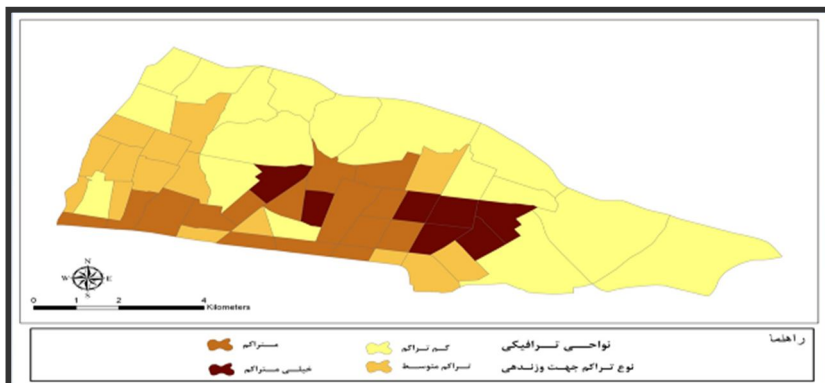 N
W E
S
0 1 2 4
Kilometers
راهنما
نواحی ترافیکی
کم تراکم
متراکم
نوع تراکم جهت وزندهی
تراکم متوسط
خیلی متراکم